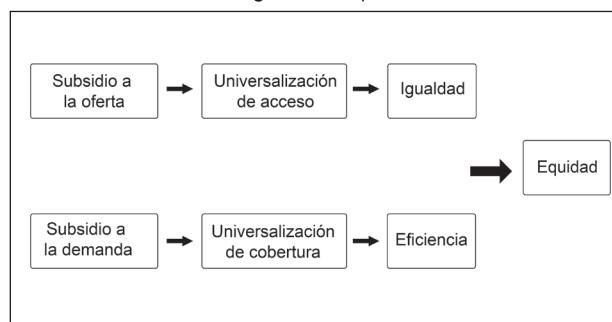 Subsidio a
la oferta
Universalización
de acceso
Igualdad
Equidad
Subsidio a
la demanda
Universalización
de cobertura
Eficiencia